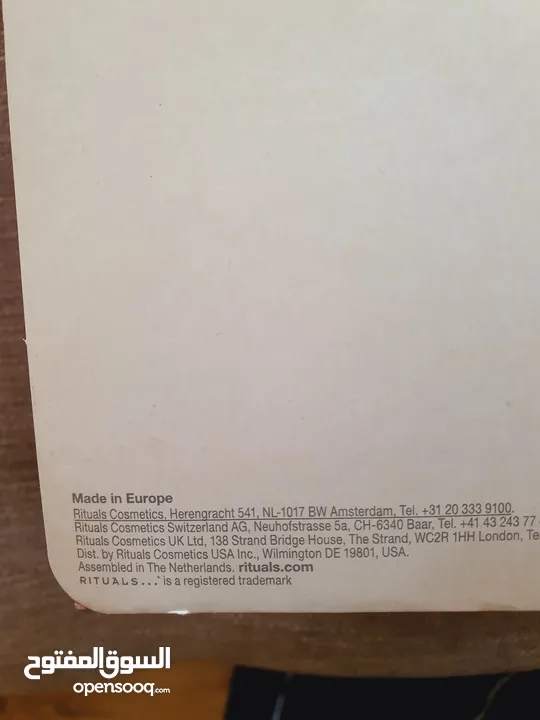 Made in Europe
Rituals Cosmetics, Herengracht 541, NL-1017 BW Amsterdam, Tel. +31 20 333 9100.
Rituals Cosmetics Switzerland AG, Neuhofstrasse 5a, CH-6340 Baar, Tel. +41 43 243 77
Rituals Cosmetics UK Ltd, 138 Strand Bridge House, The Strand, WC2R 1HH London, Te
Dist. by Rituals Cosmetics USA Inc., Wilmington DE 19801, USA.
Assembled in The Netherlands. rituals.com
RITUALS... is a registered trademark
السوق المفتوح
opensooq.com